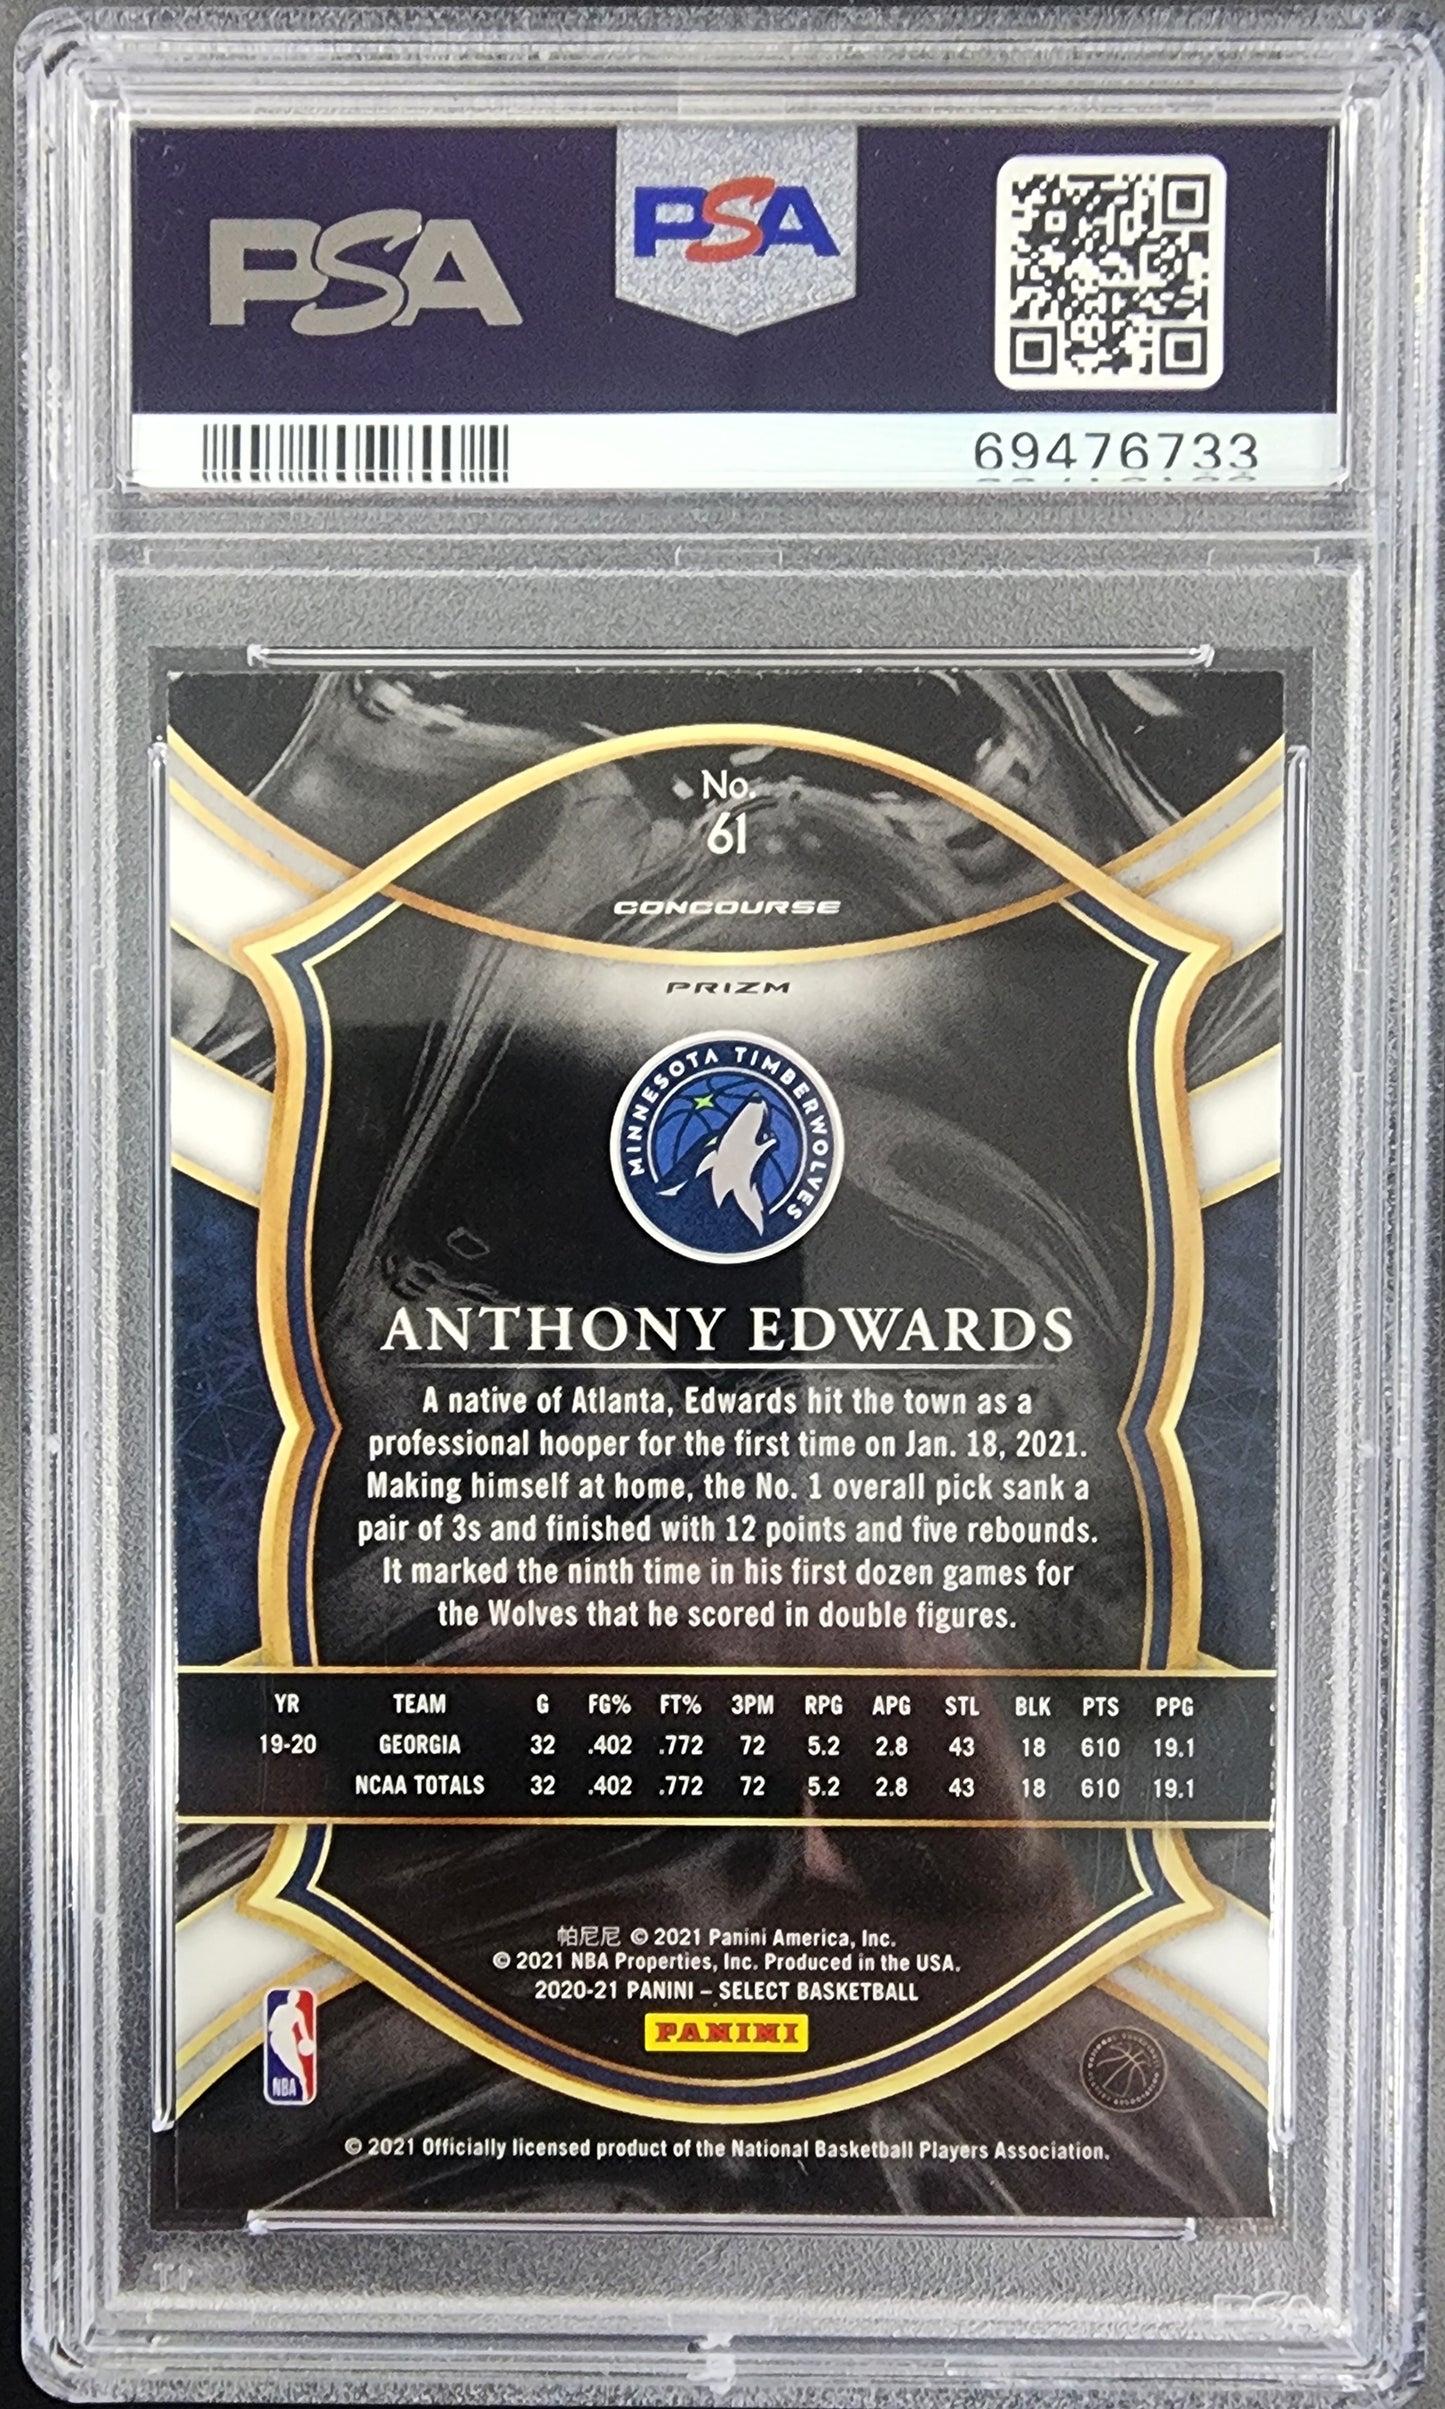 PSA
PSA
69476733
No.
61
CONCOURSE
PRIZM
MINNESOTA TIMBERWOLVES
ANTHONY EDWARDS
A native of Atlanta, Edwards hit the town as a
professional hooper for the first time on Jan. 18, 2021.
Making himself at home, the No. 1 overall pick sank a
pair of 3s and finished with 12 points and five rebounds.
It marked the ninth time in his first dozen games for
the Wolves that he scored in double figures.
YR TEAM G FG% FT% 3PM RPG APG STL BLK PTS PPG
19-20 GEORGIA 32 .402 .772 72 5.2 2.8 43 18 610 19.1
NCAA TOTALS 32 .402 .772 72 5.2 2.8 43 18 610 19.1
帕尼尼 © 2021 Panini America, Inc.
© 2021 NBA Properties, Inc. Produced in the USA.
2020-21 PANINI – SELECT BASKETBALL
PANINI
NBA
© 2021 Officially licensed product of the National Basketball Players Association.